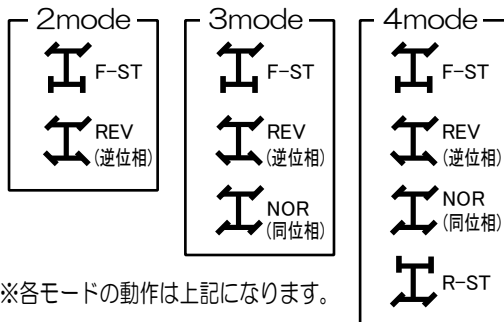 2mode
F-ST
REV
(逆位相)
3mode
F-ST
REV
(逆位相)
NOR
(同位相)
4mode
F-ST
REV
(逆位相)
NOR
(同位相)
R-ST
※各モードの動作は上記になります。